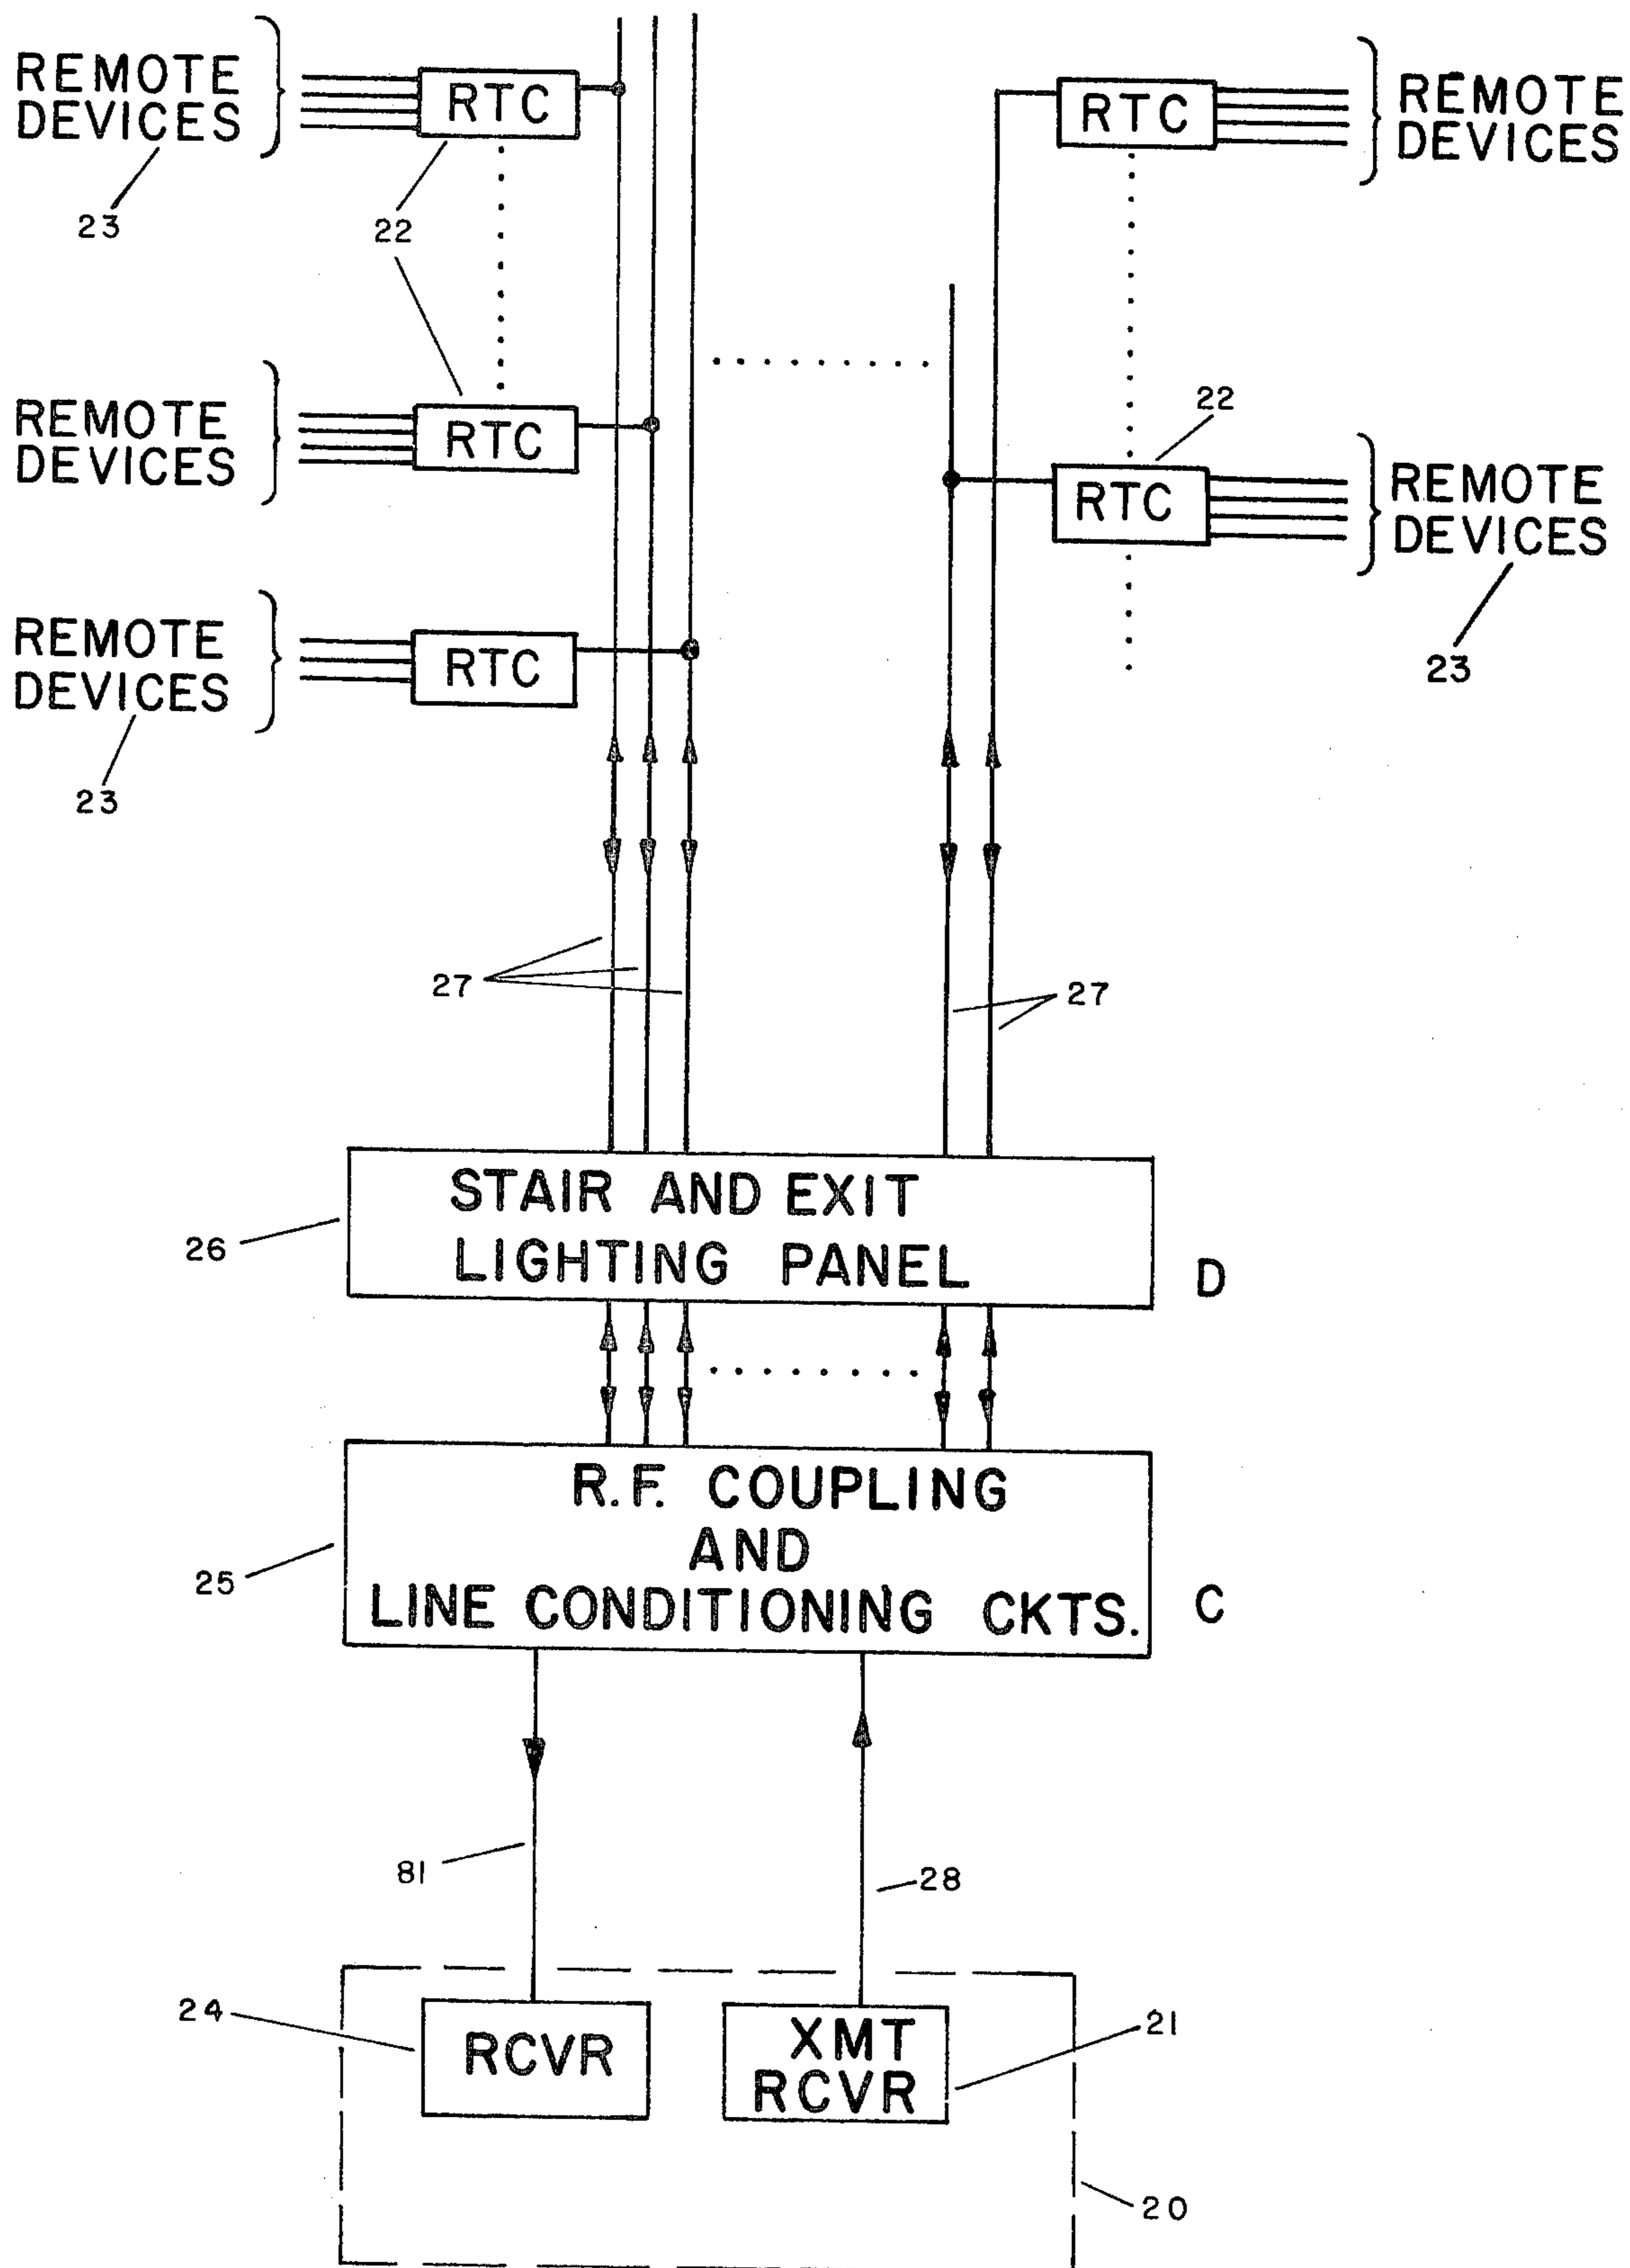 REMOTE
DEVICES
RTC
RTC
REMOTE
DEVICES
23
22
REMOTE
DEVICES
RTC
22
RTC
REMOTE
DEVICES
REMOTE
DEVICES
RTC
23
23
27
27
STAIR AND EXIT
LIGHTING PANEL
26
D
R.F. COUPLING
AND
LINE CONDITIONING CKTS.
25
C
81
28
24
RCVR
XMT
RCVR
21
20